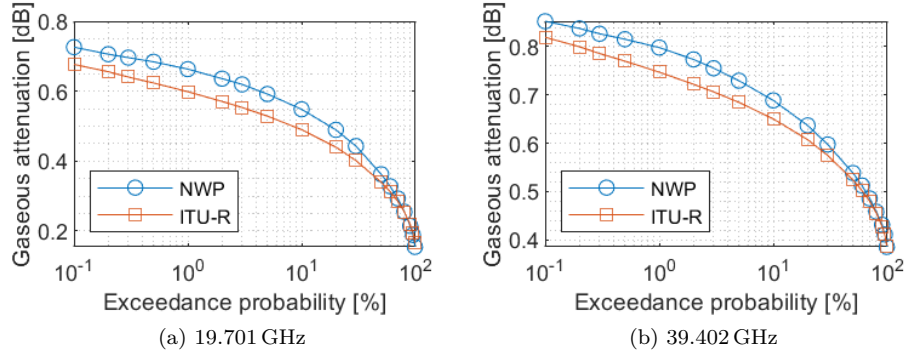 Gaseous attenuation [dB]
0.8
0.6
0.4
0.2
NWP
ITU-R
10^-1 10^0 10^1 10^2
Exceedance probability [%]
(a) 19.701 GHz
Gaseous attenuation [dB]
0.8
0.7
0.6
0.5
0.4
NWP
ITU-R
10^-1 10^0 10^1 10^2
Exceedance probability [%]
(b) 39.402 GHz